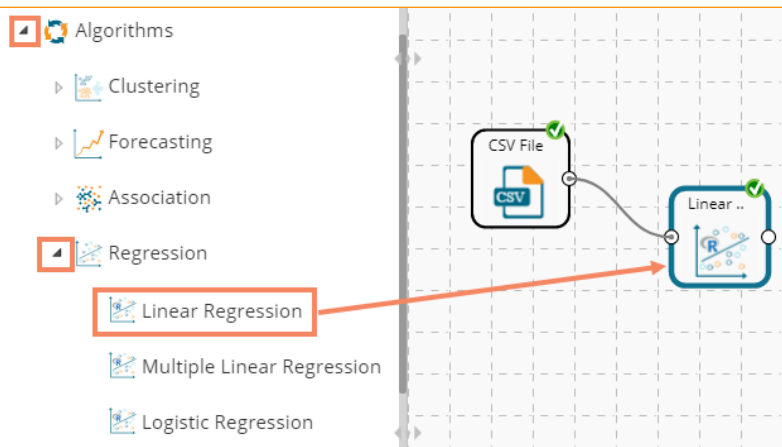 Algorithms
Clustering
Forecasting
Association
Regression
Linear Regression
Multiple Linear Regression
Logistic Regression
CSV File
CSV
Linear ..
R